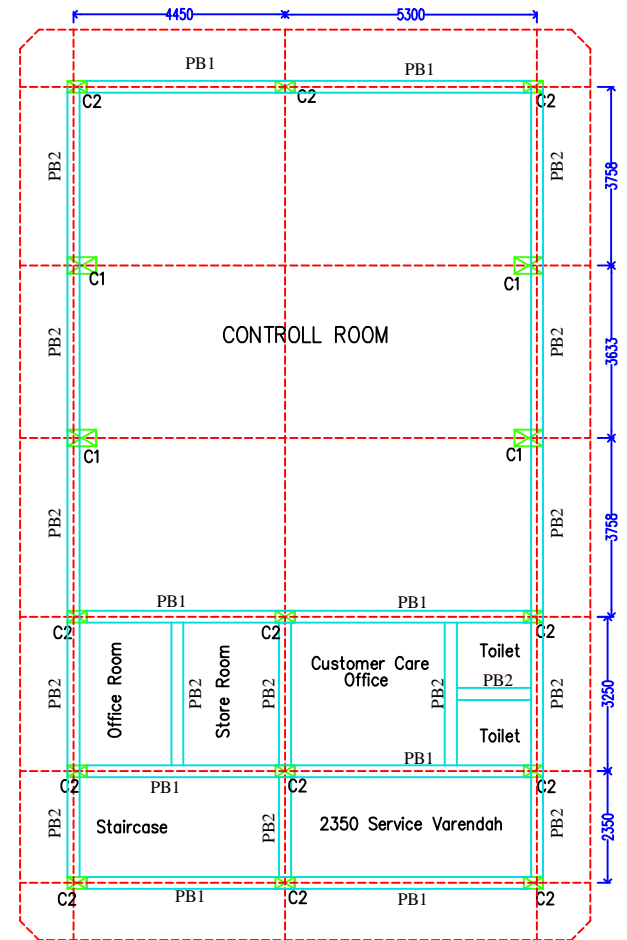 4450 5300
PB1 PB1
C2 C2 C2
PB2 PB2
3758
C1 C1
CONTROLL ROOM
PB2 PB2
3633
C1 C1
PB2 PB2
3758
PB1 PB1
C2 C2 C2
Office Room
PB2
Store Room
Customer Care
Office
Toilet
PB2
PB2 PB2 PB2 PB2
3250
Toilet
PB1
C2 C2 C2
PB1
PB2 PB2 PB2
Staircase
2350 Service Varendah
2350
PB1 PB1
C2 C2 C2